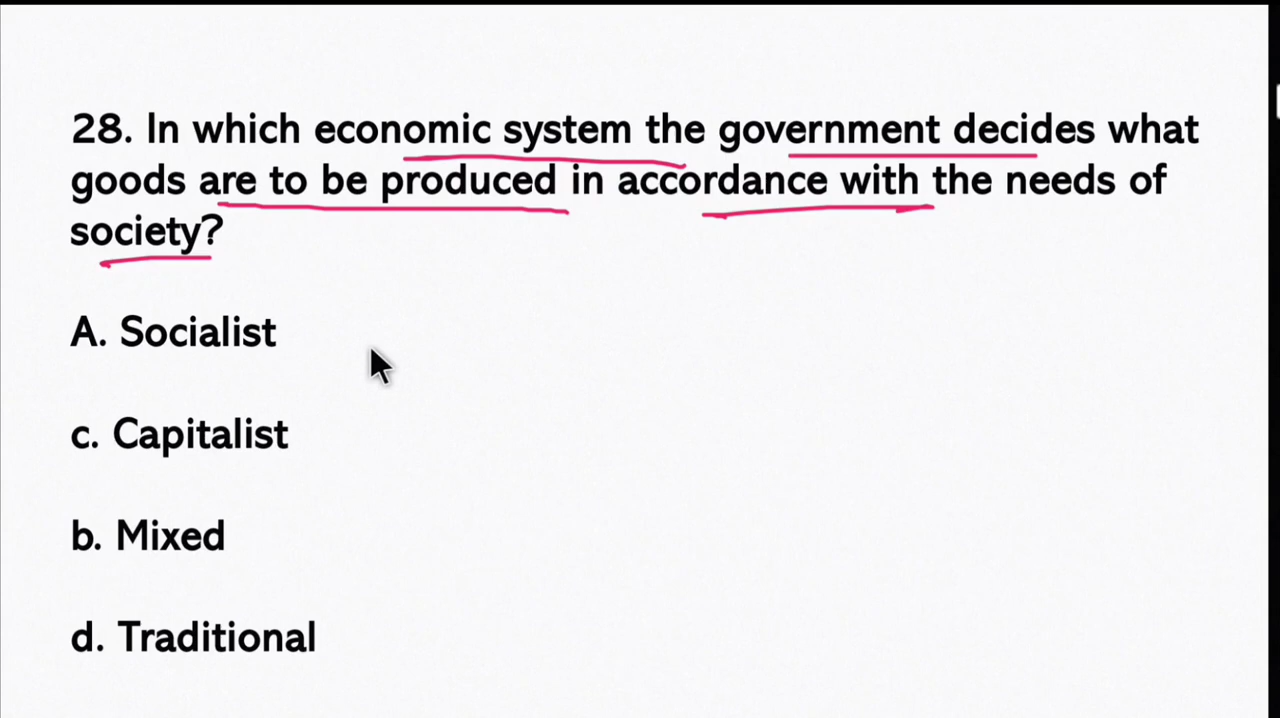 28. In which economic system the government decides what
goods are to be produced in accordance with the needs of
society?
A. Socialist
c. Capitalist
b. Mixed
d. Traditional